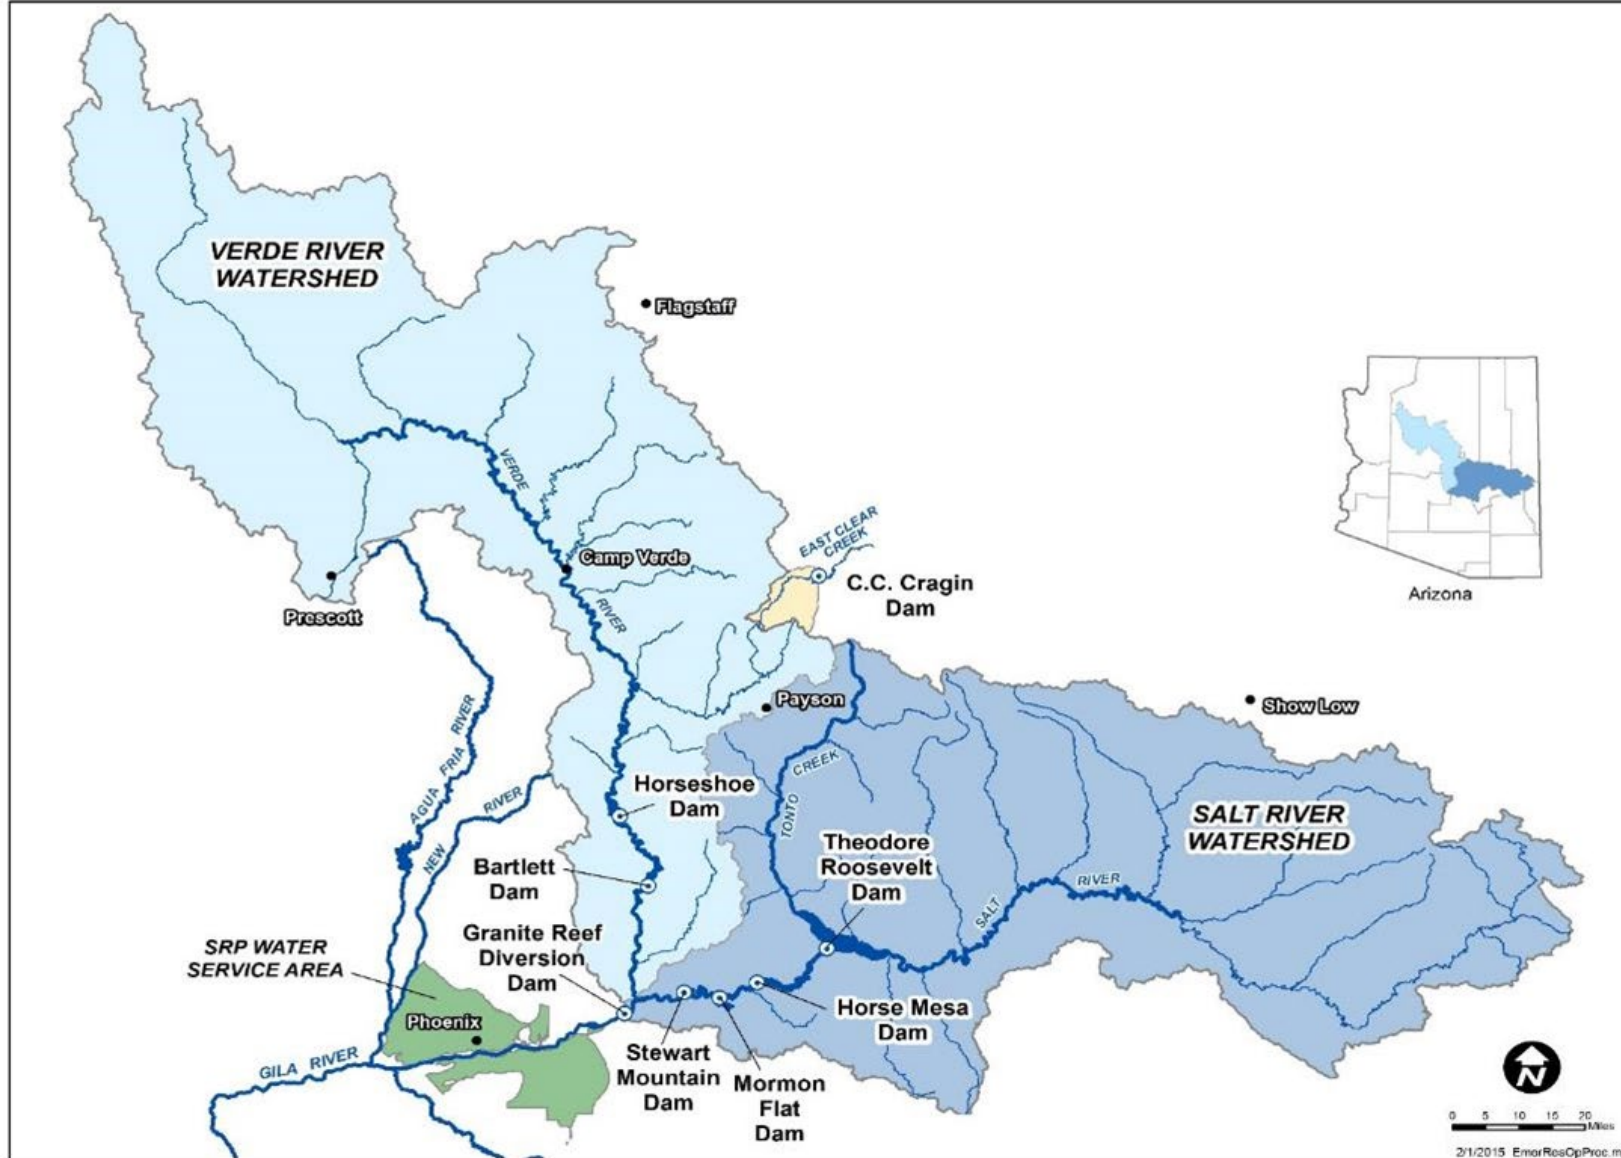 VERDE RIVER
WATERSHED
Flagstaff
VERDE
EAST CLEAR
CREEK
Camp Verde
C.C. Cragin
Dam
Arizona
Prescott
RIVER
Payson
Show Low
AGUA FRIA RIVER
CREEK
TONTO
Horseshoe
Dam
NEW RIVER
SALT RIVER
WATERSHED
Theodore
Roosevelt
Dam
Bartlett
Dam
SALT RIVER
Granite Reef
Diversion
Dam
SRP WATER
SERVICE AREA
Horse Mesa
Dam
Phoenix
GILA RIVER
Stewart
Mountain
Dam
Mormon
Flat
Dam
N
0 5 10 15 20
Miles
2/1/2015